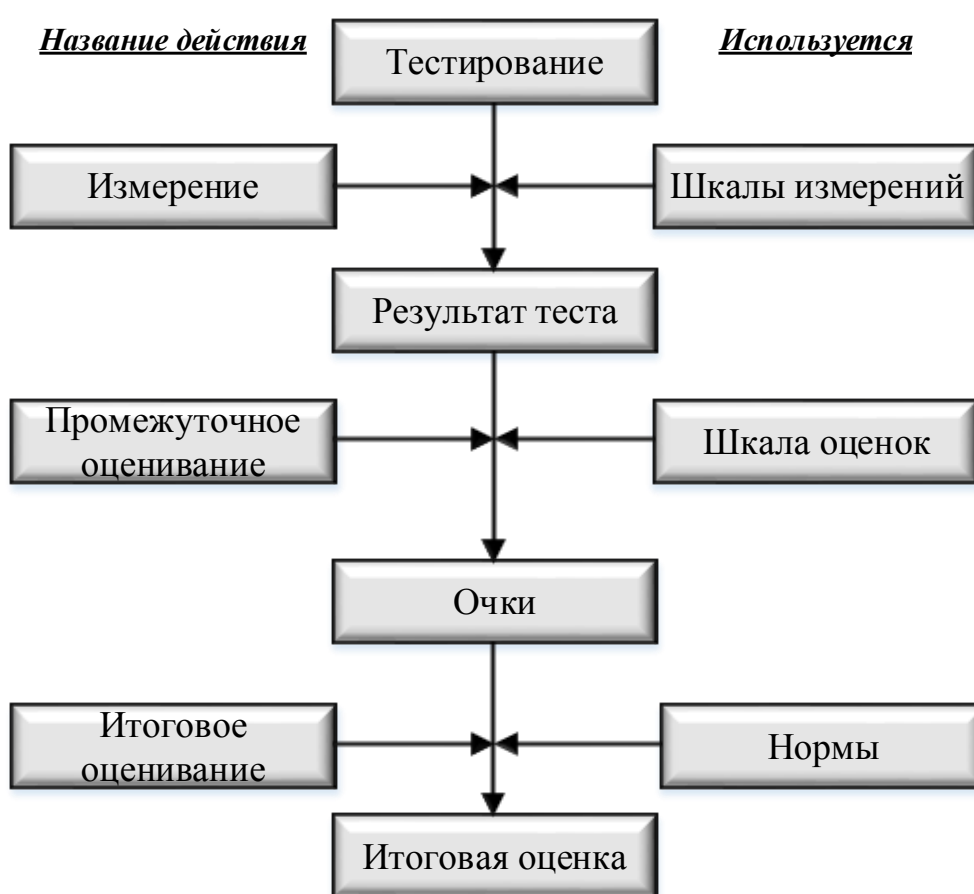 Название действия
Тестирование
Используется
Измерение
Шкалы измерений
Результат теста
Промежуточное
оценивание
Шкала оценок
Очки
Итоговое
оценивание
Нормы
Итоговая оценка